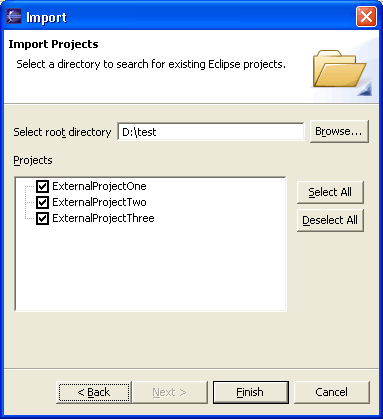 Import
Import Projects
Select a directory to search for existing Eclipse projects.
Select root directory D:\test Browse...
Projects
ExternalProjectOne
ExternalProjectTwo
ExternalProjectThree
Select All
Deselect All
< Back Next > Finish Cancel